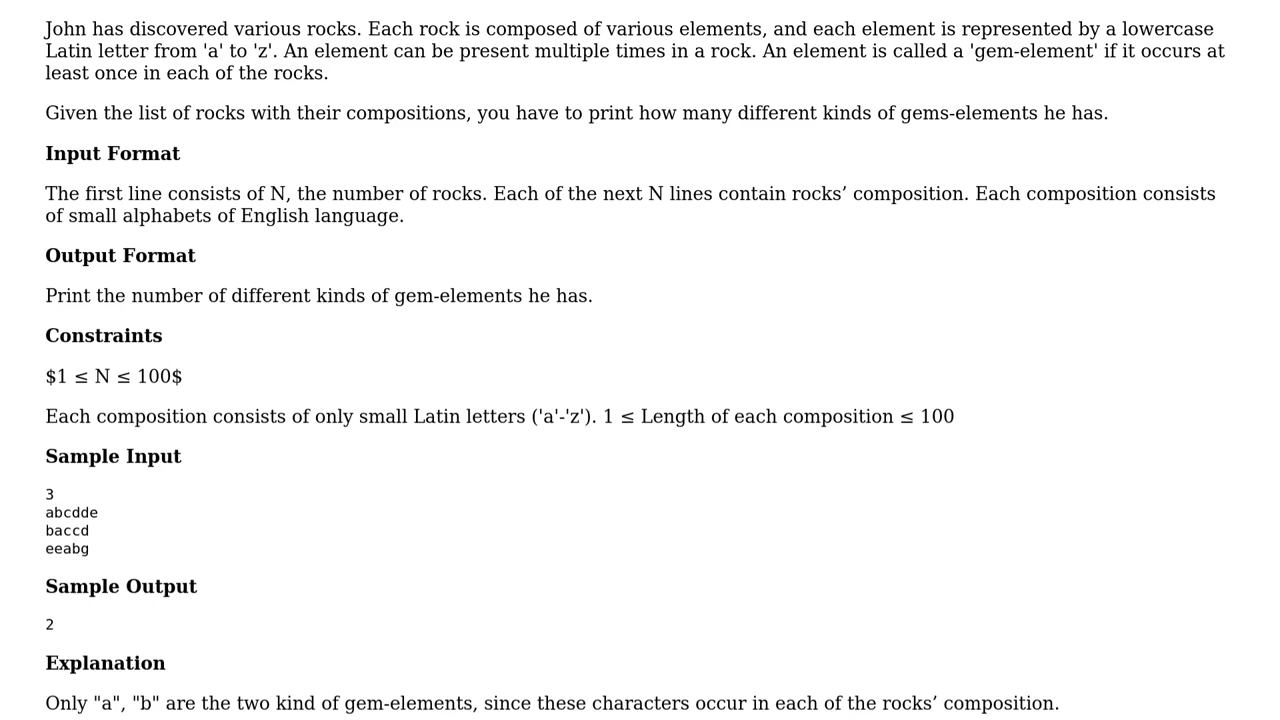 John has discovered various rocks. Each rock is composed of various elements, and each element is represented by a lowercase
Latin letter from 'a' to 'z'. An element can be present multiple times in a rock. An element is called a 'gem-element' if it occurs at
least once in each of the rocks.
Given the list of rocks with their compositions, you have to print how many different kinds of gems-elements he has.
Input Format
The first line consists of N, the number of rocks. Each of the next N lines contain rocks’ composition. Each composition consists
of small alphabets of English language.
Output Format
Print the number of different kinds of gem-elements he has.
Constraints
$1 ≤ N ≤ 100$
Each composition consists of only small Latin letters ('a'-'z'). 1 ≤ Length of each composition ≤ 100
Sample Input
3
abcdde
baccd
eeabg
Sample Output
2
Explanation
Only "a", "b" are the two kind of gem-elements, since these characters occur in each of the rocks’ composition.